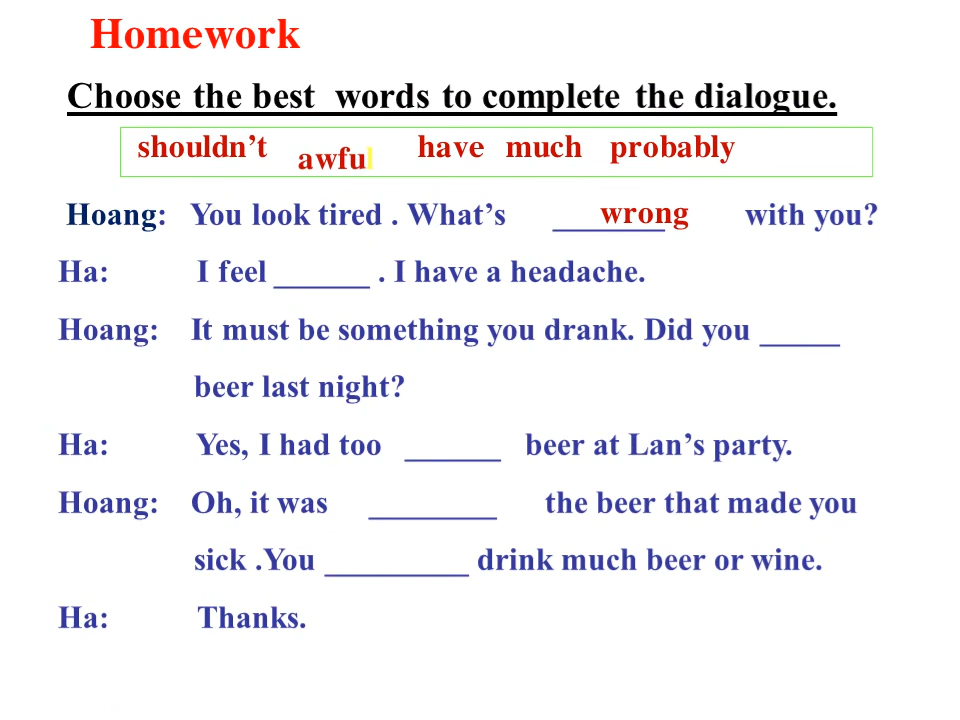 Homework
Choose the best words to complete the dialogue.
shouldn’t awful have much probably
Hoang: You look tired . What’s _______ wrong with you?
Ha: I feel ______ . I have a headache.
Hoang: It must be something you drank. Did you _____
beer last night?
Ha: Yes, I had too ______ beer at Lan’s party.
Hoang: Oh, it was ________ the beer that made you
sick .You _________ drink much beer or wine.
Ha: Thanks.